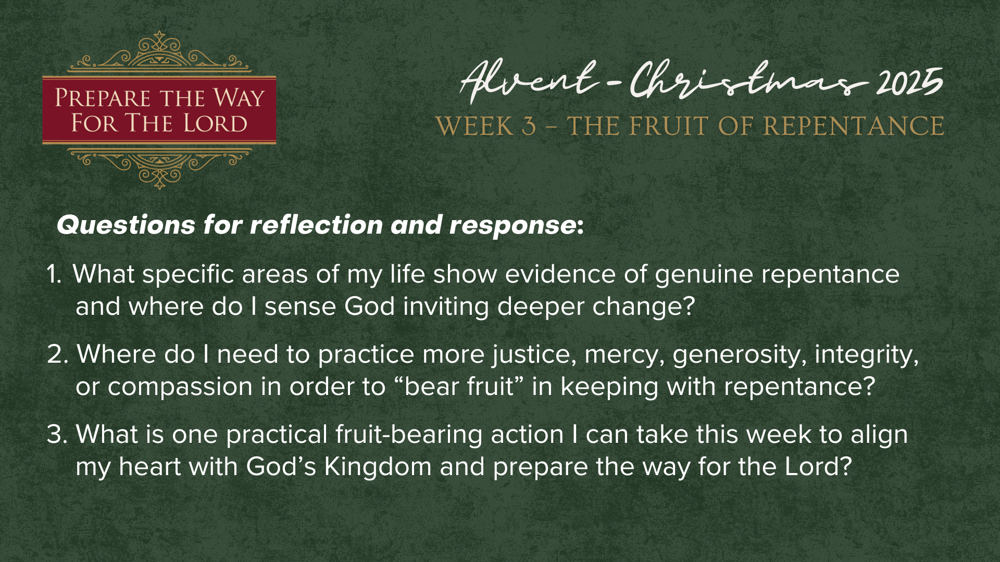 PREPARE THE WAY
FOR THE LORD
Advent - Christmas 2025
WEEK 3 – THE FRUIT OF REPENTANCE
Questions for reflection and response:
1. What specific areas of my life show evidence of genuine repentance
and where do I sense God inviting deeper change?
2. Where do I need to practice more justice, mercy, generosity, integrity,
or compassion in order to “bear fruit” in keeping with repentance?
3. What is one practical fruit-bearing action I can take this week to align
my heart with God’s Kingdom and prepare the way for the Lord?